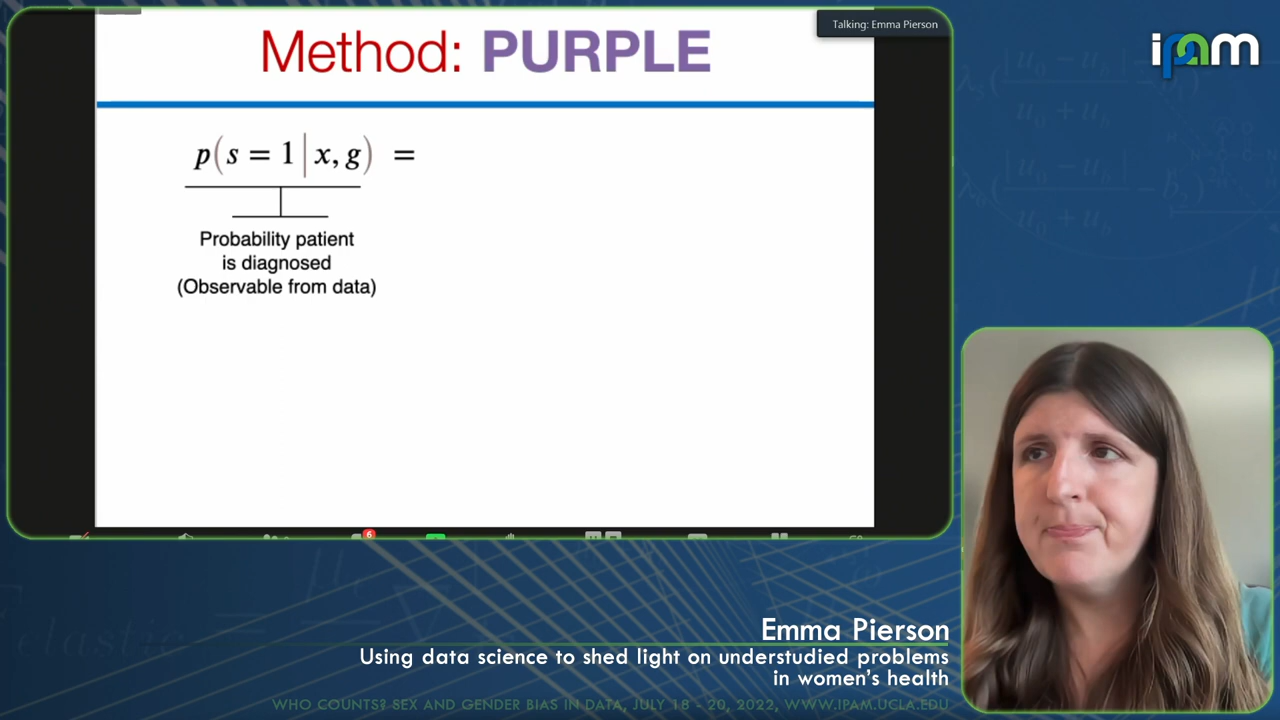 Method: PURPLE
Talking: Emma Pierson
ipam
p(s = 1 | x, g) =
Probability patient
is diagnosed
(Observable from data)
6
Emma Pierson
Using data science to shed light on understudied problems
in women's health
WHO COUNTS? SEX AND GENDER BIAS IN DATA, JULY 18 - 20, 2022, WWW.IPAM.UCLA.EDU
elastic